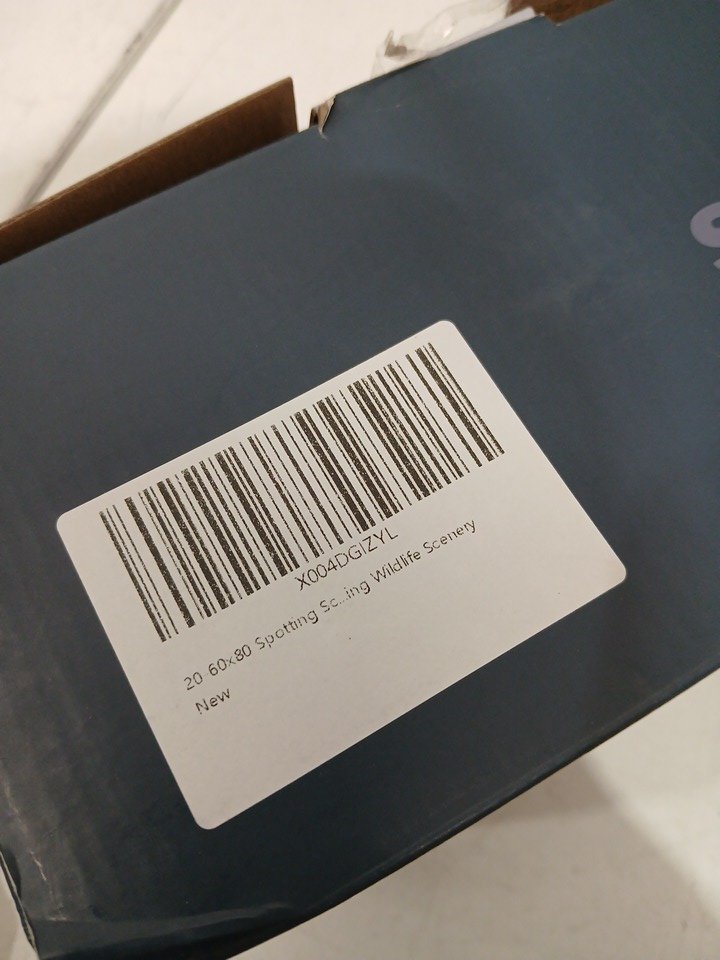 X004DGIZYL
20-60x80 Spotting Sc...ing Wildlife Scenery
New